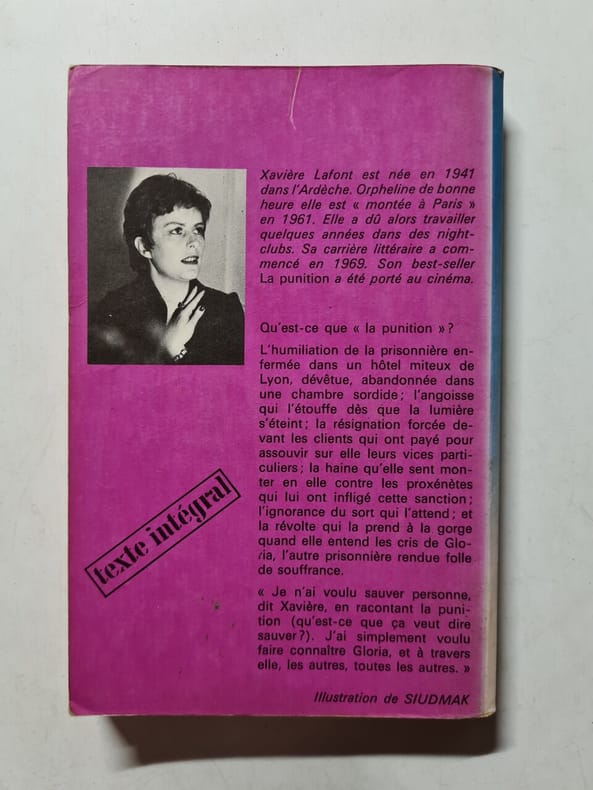 Xavière Lafont est née en 1941
dans l'Ardèche. Orpheline de bonne
heure elle est « montée à Paris »
en 1961. Elle a dû alors travailler
quelques années dans des night-
clubs. Sa carrière littéraire a com-
mencé en 1969. Son best-seller
La punition a été porté au cinéma.
Qu'est-ce que « la punition » ?
L'humiliation de la prisonnière en-
fermée dans un hôtel miteux de
Lyon, dévêtue, abandonnée dans
une chambre sordide ; l'angoisse
qui l'étouffe dès que la lumière
s'éteint ; la résignation forcée de-
vant les clients qui ont payé pour
assouvir sur elle leurs vices parti-
culiers ; la haine qu'elle sent mon-
ter en elle contre les proxénètes
qui lui ont infligé cette sanction ;
l'ignorance du sort qui l'attend ; et
la révolte qui la prend à la gorge
quand elle entend les cris de Glo-
ria, l'autre prisonnière rendue folle
de souffrance.
« Je n'ai voulu sauver personne,
dit Xavière, en racontant la puni-
tion (qu'est-ce que ça veut dire
sauver ?). J'ai simplement voulu
faire connaître Gloria, et à travers
elle, les autres, toutes les autres. »
texte intégral
Illustration de SIUDMAK